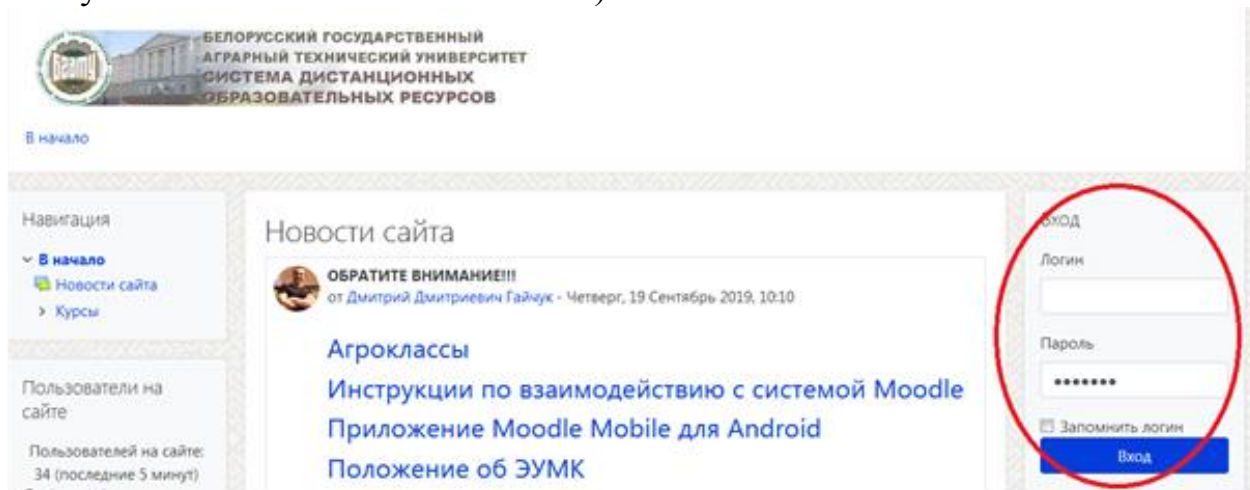 БЕЛОРУССКИЙ ГОСУДАРСТВЕННЫЙ
АГРАРНЫЙ ТЕХНИЧЕСКИЙ УНИВЕРСИТЕТ
СИСТЕМА ДИСТАНЦИОННЫХ
ОБРАЗОВАТЕЛЬНЫХ РЕСУРСОВ
В начало
Навигация
В начало
Новости сайта
Курсы
Пользователи на
сайте
Пользователей на сайте:
34 (последние 5 минут)
Новости сайта
ОБРАТИТЕ ВНИМАНИЕ!!!
от Дмитрий Дмитриевич Гайчук - Четверг, 19 Сентябрь 2019, 10:10
Агроклассы
Инструкции по взаимодействию с системой Moodle
Приложение Moodle Mobile для Android
Положение об ЭУМК
Вход
Логин
Пароль
•••••••
Запомнить логин
Вход